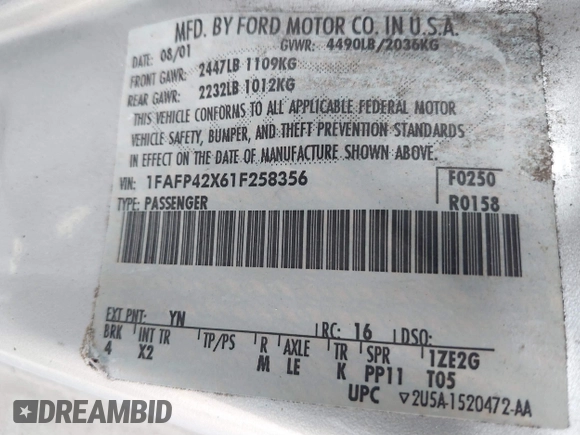 MFD. BY FORD MOTOR CO. IN U.S.A.
DATE: 08/01 GVWR: 4490LB/2036KG
FRONT GAWR: 2447LB 1109KG
REAR GAWR: 2232LB 1012KG
THIS VEHICLE CONFORMS TO ALL APPLICABLE FEDERAL MOTOR
VEHICLE SAFETY, BUMPER, AND THEFT PREVENTION STANDARDS
IN EFFECT ON THE DATE OF MANUFACTURE SHOWN ABOVE.
VIN: 1FAFP42X61F258356 F0250
TYPE: PASSENGER R0158
EXT PNT: YN RC: 16 DSO:
BRK INT TR TP/PS R AXLE TR SPR 1ZE2G
4 X2 M LE K PP11 T05
UPC ▽2U5A-1520472-AA
DREAMBID